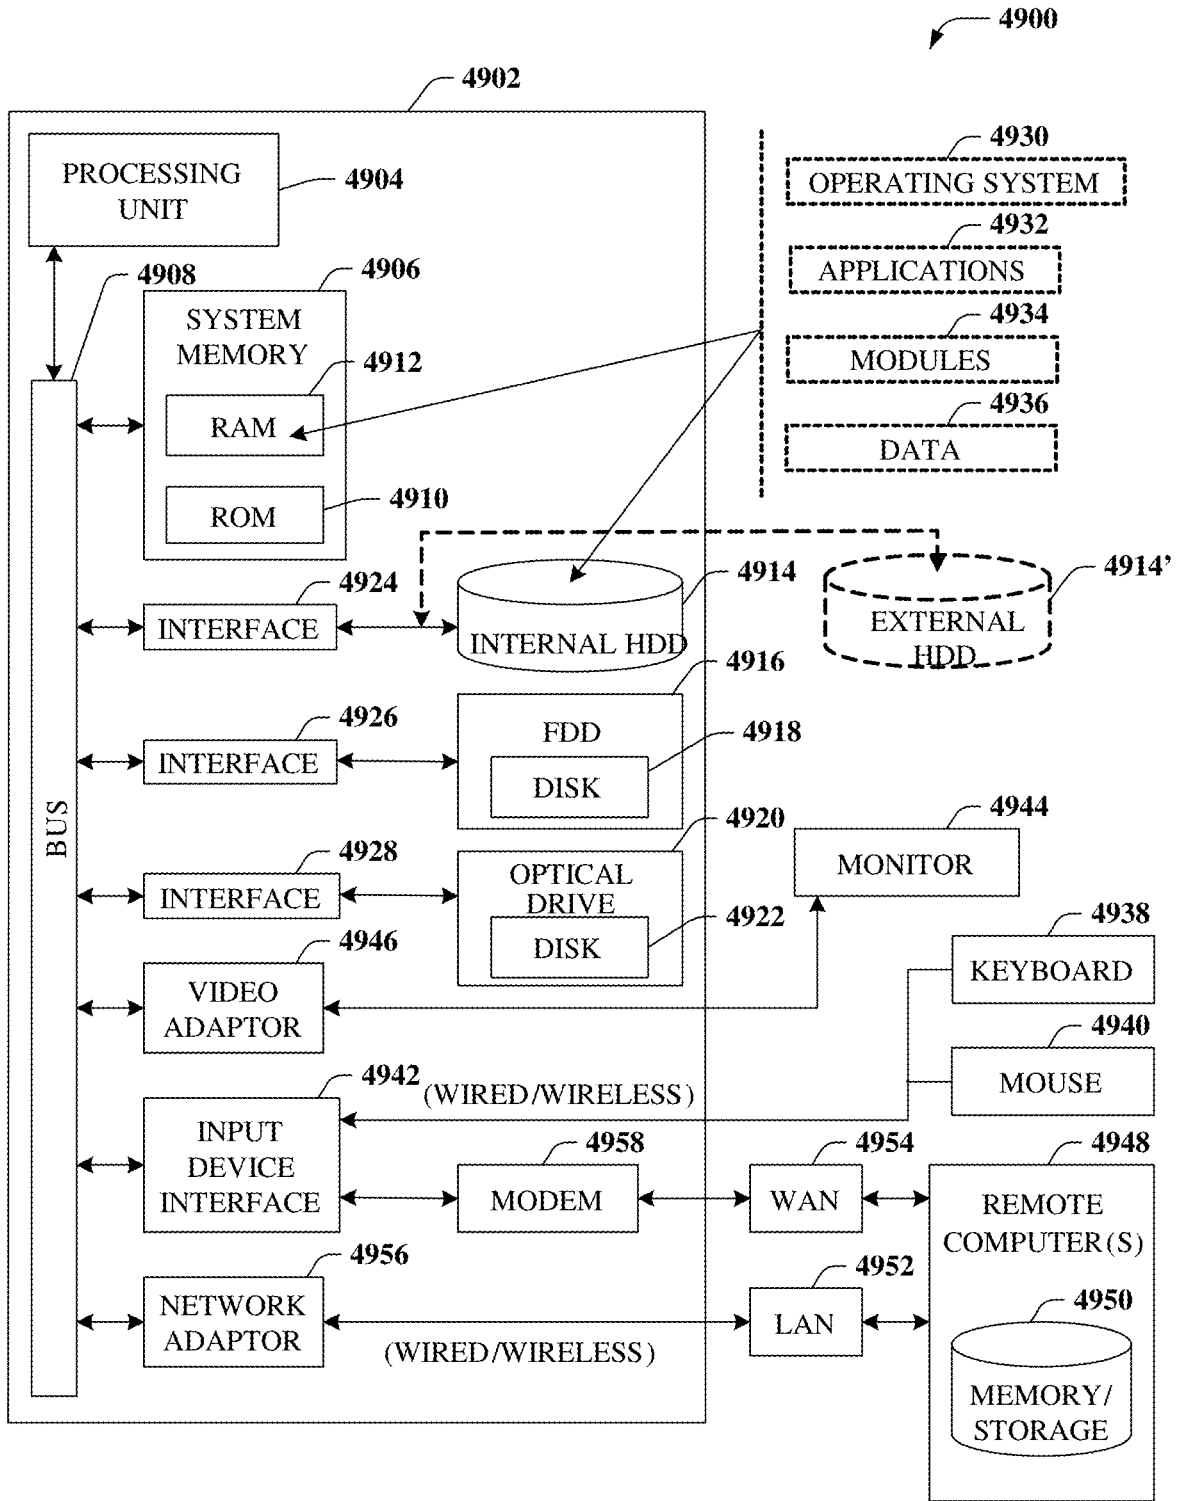 4900
4902
PROCESSING
UNIT
4904
4930
OPERATING SYSTEM
4932
APPLICATIONS
4934
MODULES
4936
DATA
4908
4906
SYSTEM
MEMORY
4912
RAM
4910
ROM
4924
INTERFACE
4914
INTERNAL HDD
4914’
EXTERNAL
HDD
4926
INTERFACE
4916
FDD
4918
DISK
BUS
4928
INTERFACE
4920
OPTICAL
DRIVE
4922
DISK
4944
MONITOR
4946
VIDEO
ADAPTOR
4938
KEYBOARD
4940
MOUSE
4942
(WIRED/WIRELESS)
INPUT
DEVICE
INTERFACE
4958
MODEM
4954
WAN
4948
REMOTE
COMPUTER(S)
4956
NETWORK
ADAPTOR
(WIRED/WIRELESS)
4952
LAN
4950
MEMORY/
STORAGE